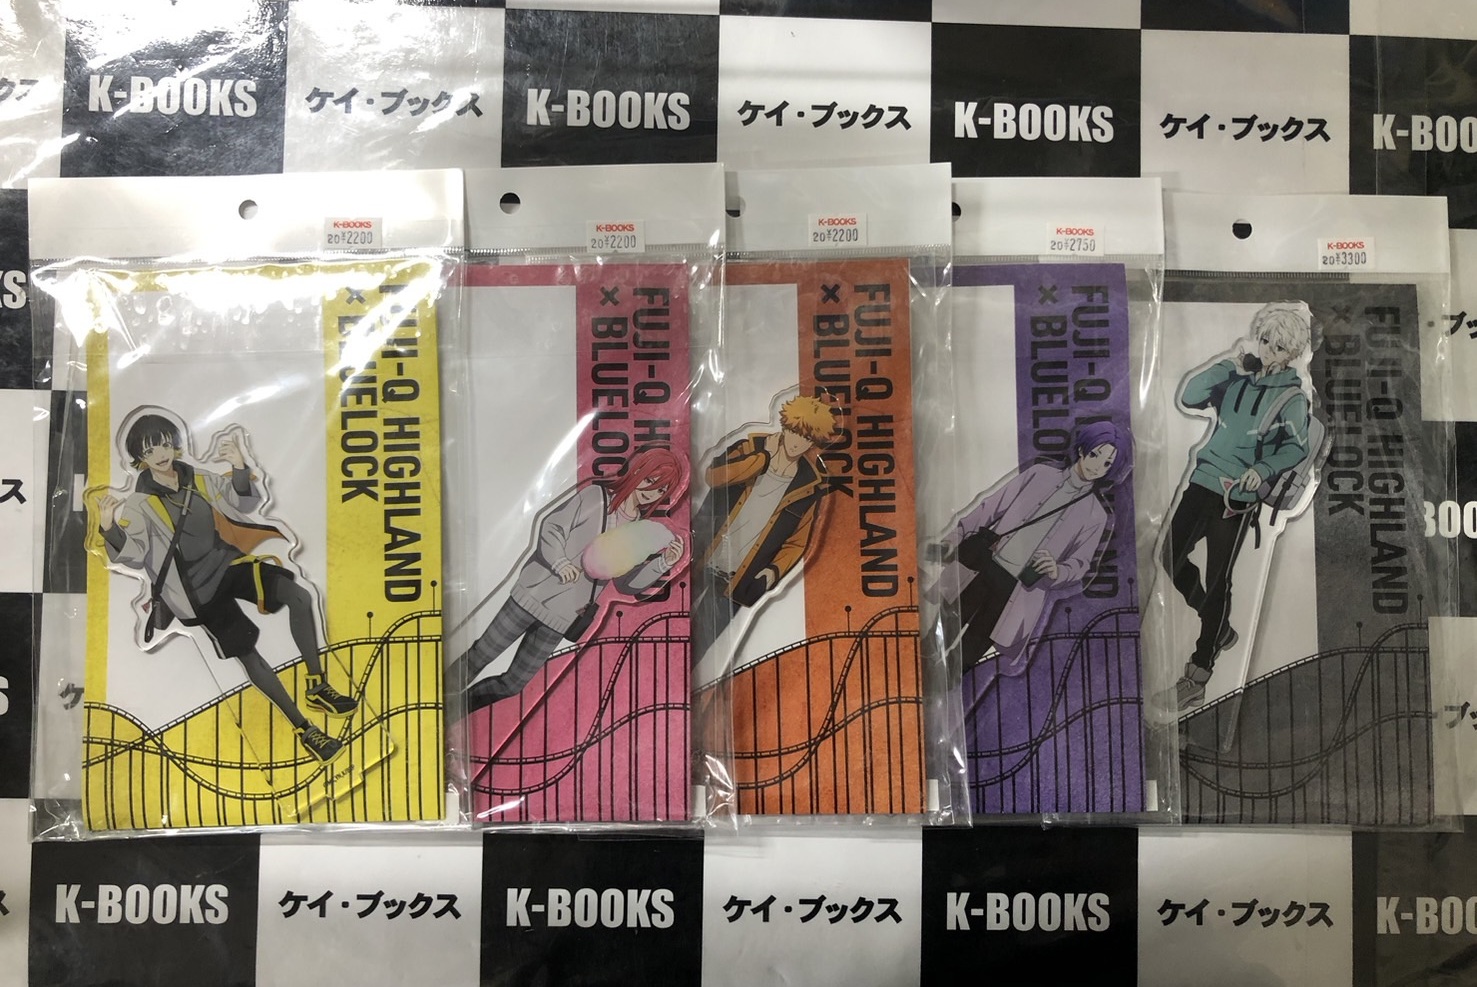 K-BOOKS
ケイ・ブックス
K-BOOKS
ケイ・ブックス
K-BOOKS
ケイ・ブックス
K-BOO
K-BOOKS
20¥2200
K-BOOKS
20¥2200
K-BOOKS
20¥2200
K-BOOKS
20¥2750
K-BOOKS
20¥3300
FUJI-Q HIGHLAND
× BLUELOCK
FUJI-Q HI
× BLUELOCK
FUJI-Q HIGHLAND
× BLUELOCK
FUJI-Q
× BLUELOCK
FUJI-Q HIGHLAND
× BLUELOCK
K-BOOKS
ケイ・ブックス
K-BOOKS
ケイ・ブックス
K-BOOKS
ケイ・ブックス
K-BOO